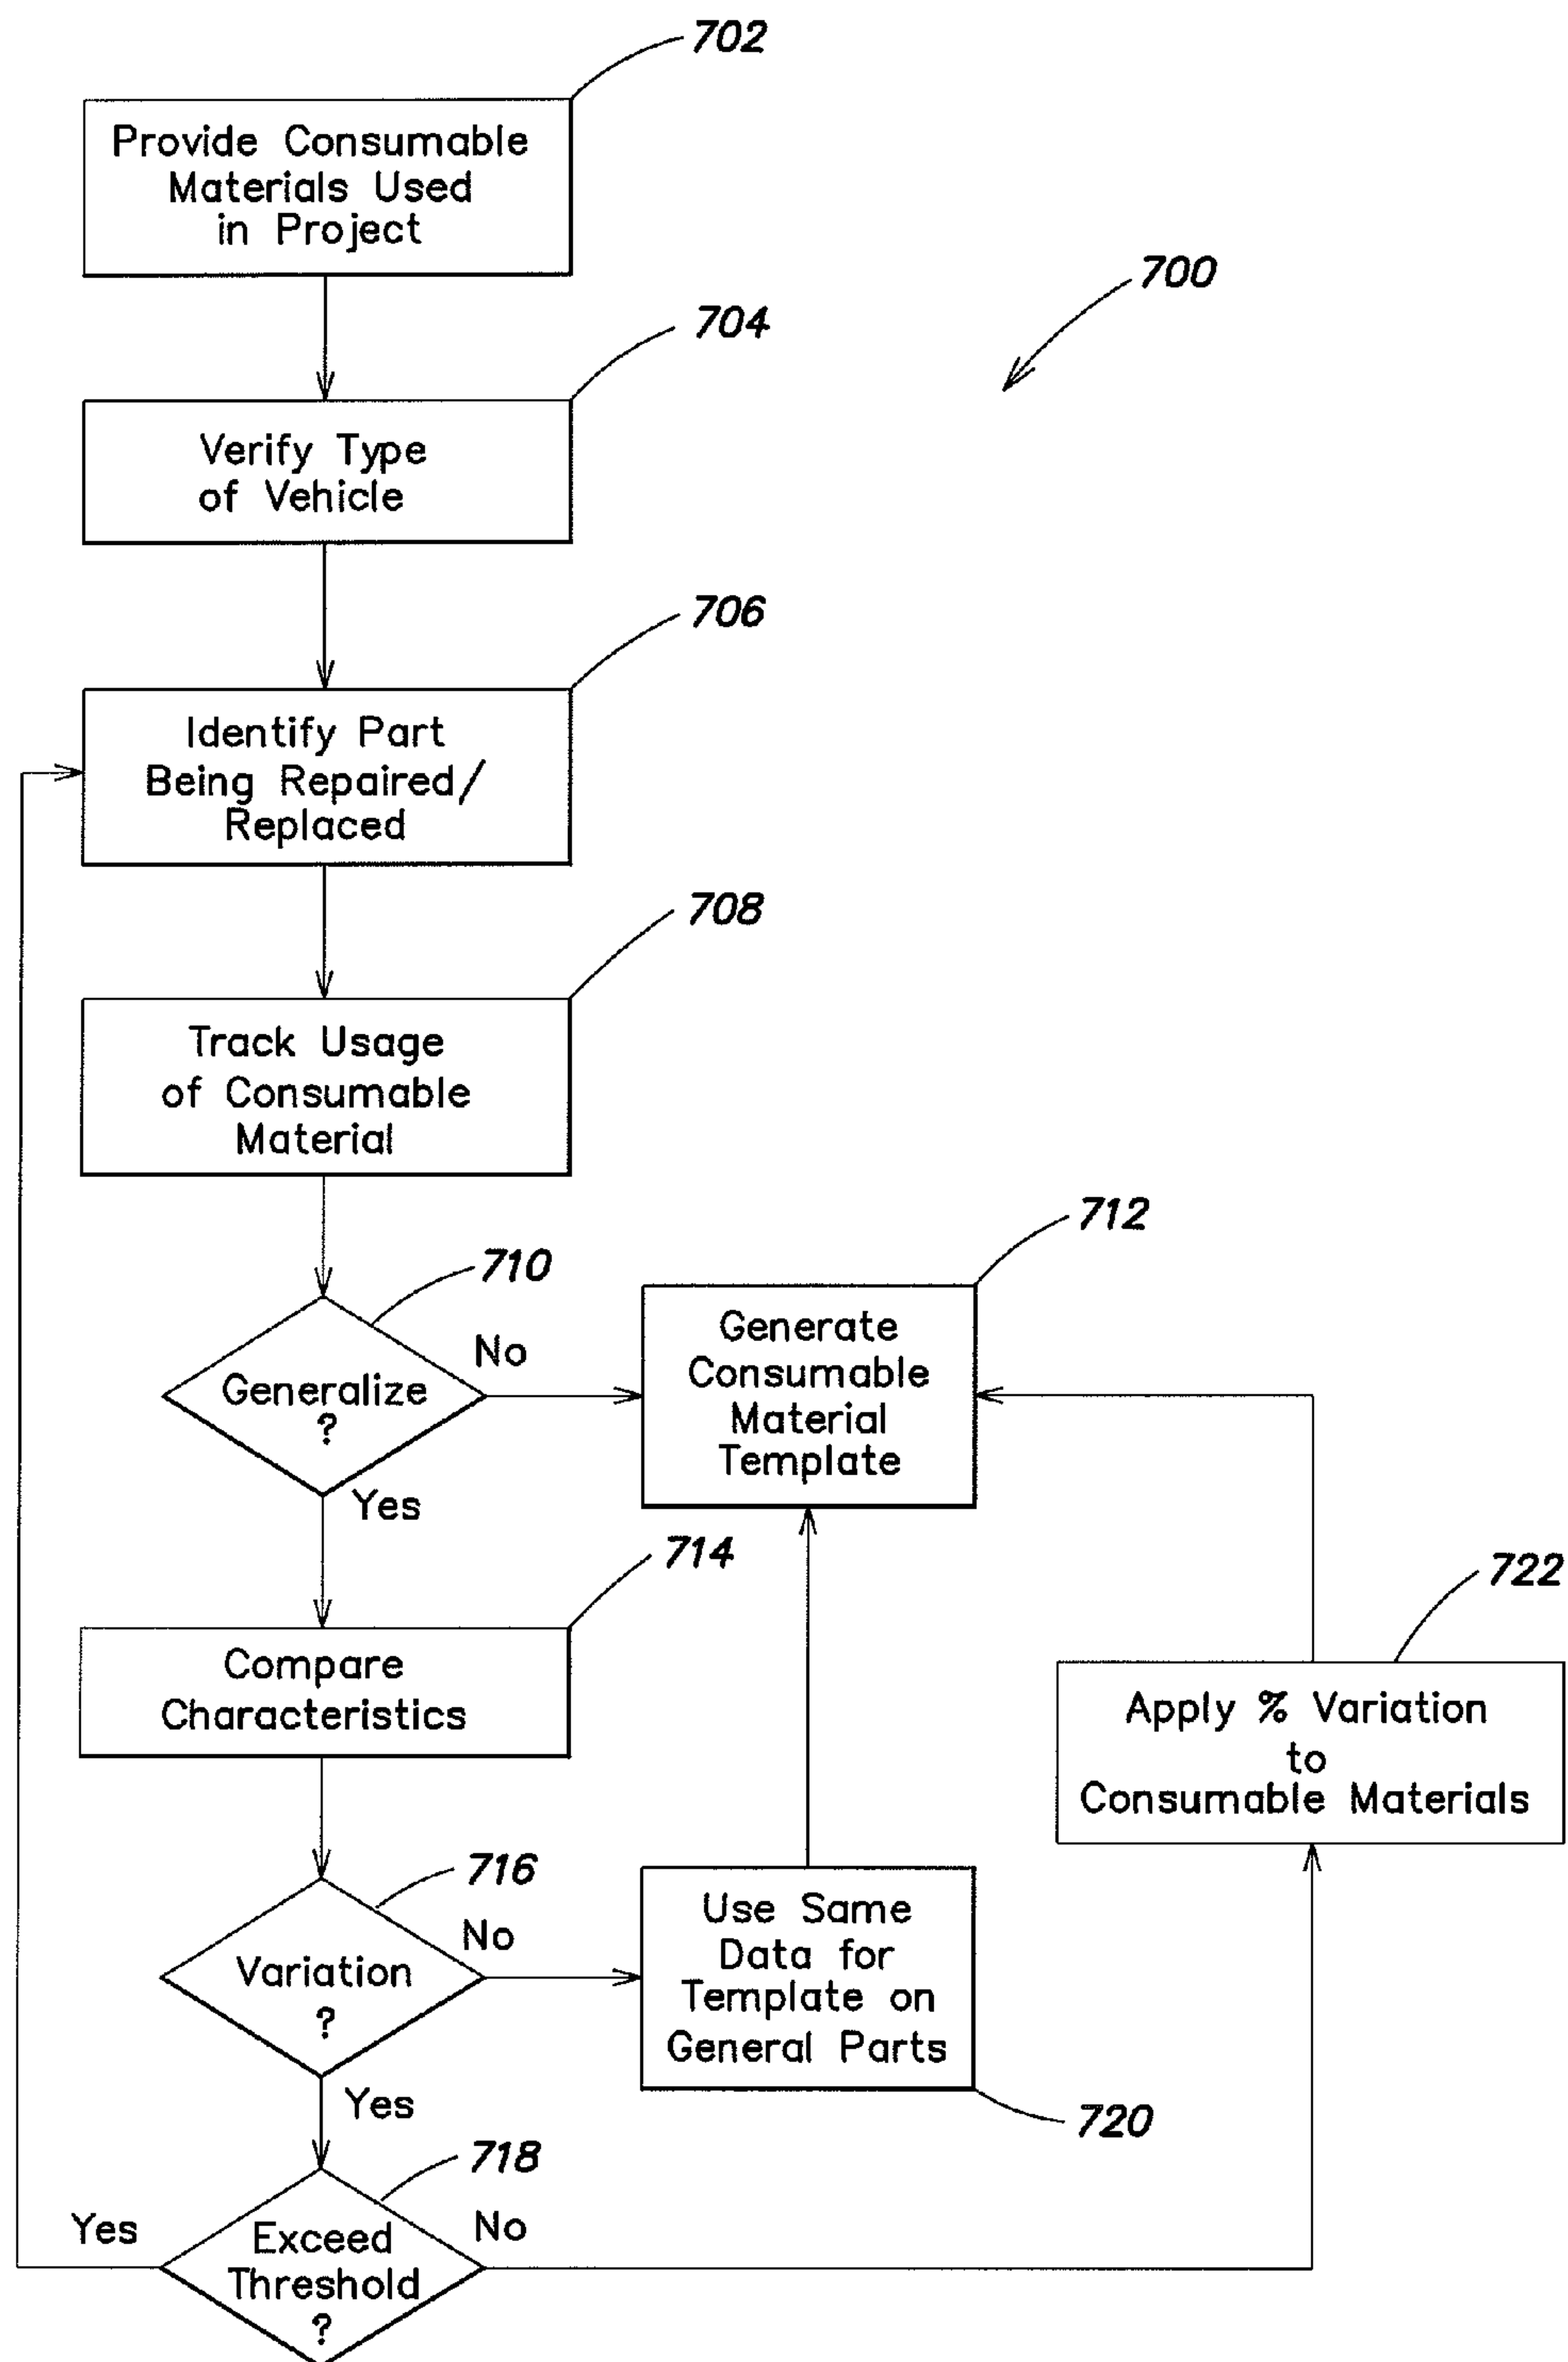 702
Provide Consumable
Materials Used
in Project
700
704
Verify Type
of Vehicle
706
Identify Part
Being Repaired/
Replaced
708
Track Usage
of Consumable
Material
710
Generalize
?
No
Yes
712
Generate
Consumable
Material
Template
714
Compare
Characteristics
722
Apply % Variation
to
Consumable Materials
716
Variation
?
No
Yes
Use Same
Data for
Template on
General Parts
720
718
Exceed
Threshold
?
Yes
No